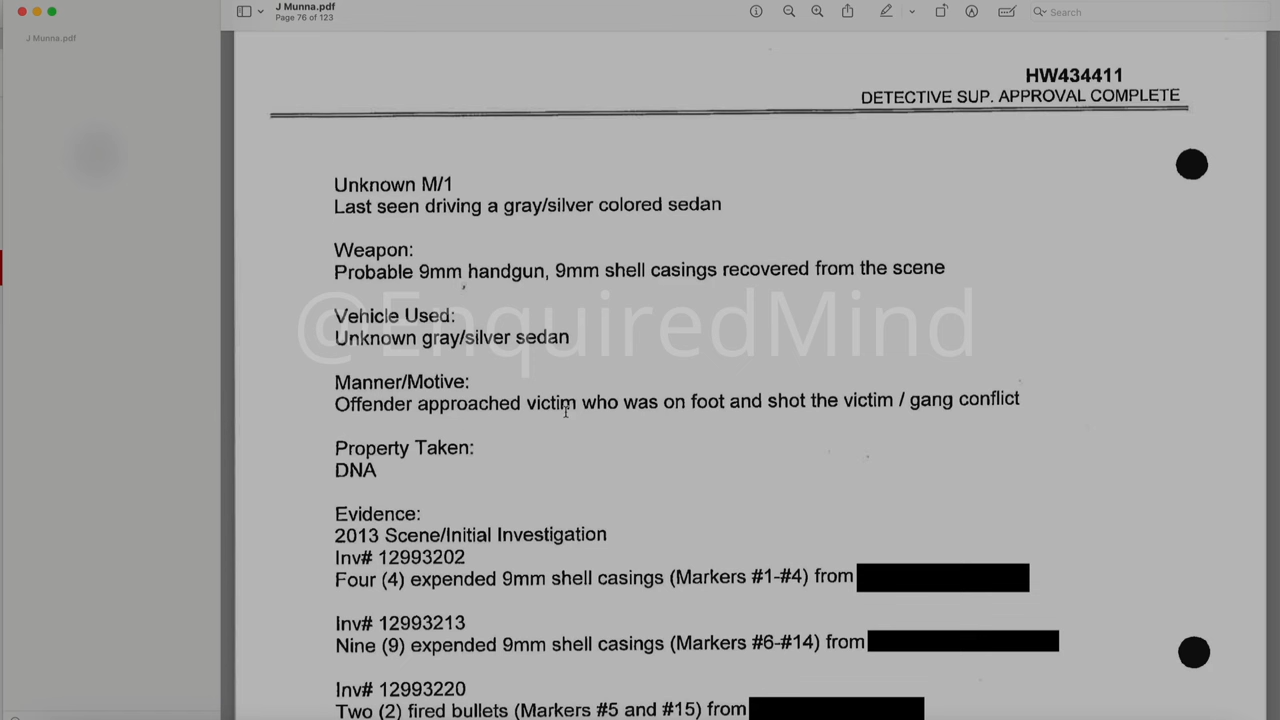 J Munna.pdf
Page 76 of 123
Search
J Munna.pdf
HW434411
DETECTIVE SUP. APPROVAL COMPLETE
Unknown M/1
Last seen driving a gray/silver colored sedan
Weapon:
Probable 9mm handgun, 9mm shell casings recovered from the scene
@EnquiredMind
Vehicle Used:
Unknown gray/silver sedan
Manner/Motive:
Offender approached victim who was on foot and shot the victim / gang conflict
Property Taken:
DNA
Evidence:
2013 Scene/Initial Investigation
Inv# 12993202
Four (4) expended 9mm shell casings (Markers #1-#4) from
Inv# 12993213
Nine (9) expended 9mm shell casings (Markers #6-#14) from
Inv# 12993220
Two (2) fired bullets (Markers #5 and #15) from